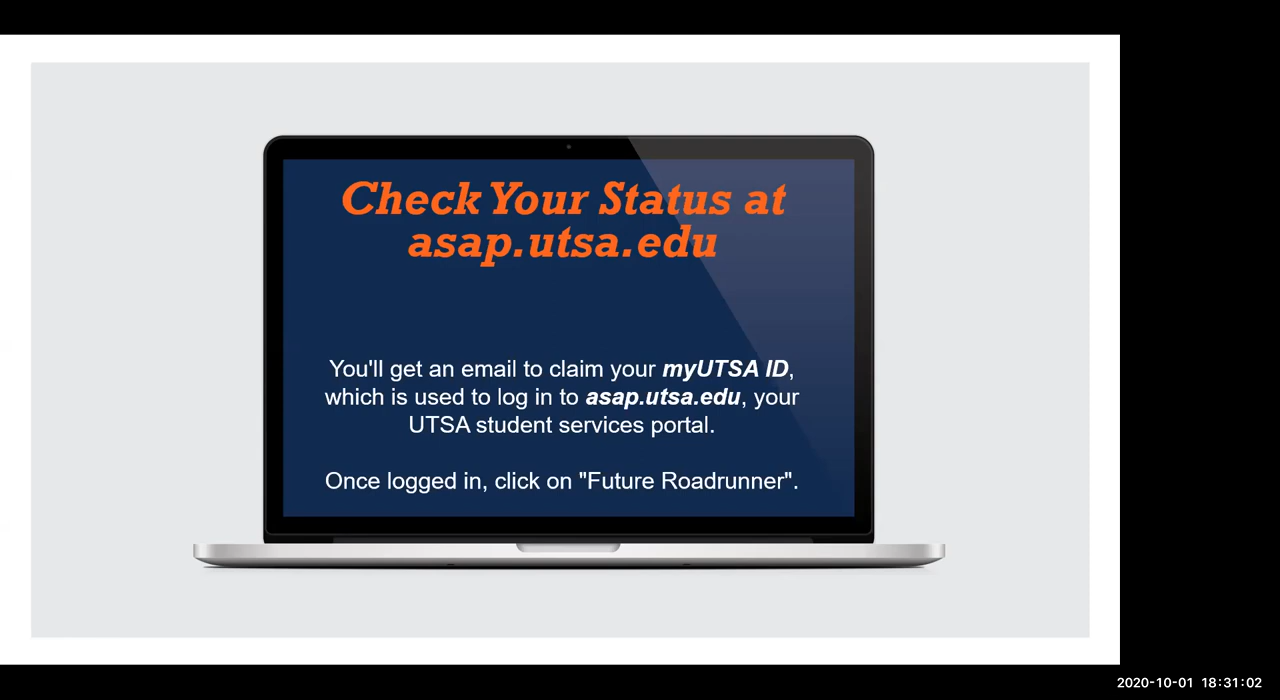 Check Your Status at
asap.utsa.edu
You'll get an email to claim your myUTSA ID,
which is used to log in to asap.utsa.edu, your
UTSA student services portal.
Once logged in, click on "Future Roadrunner".
2020-10-01 18:31:02